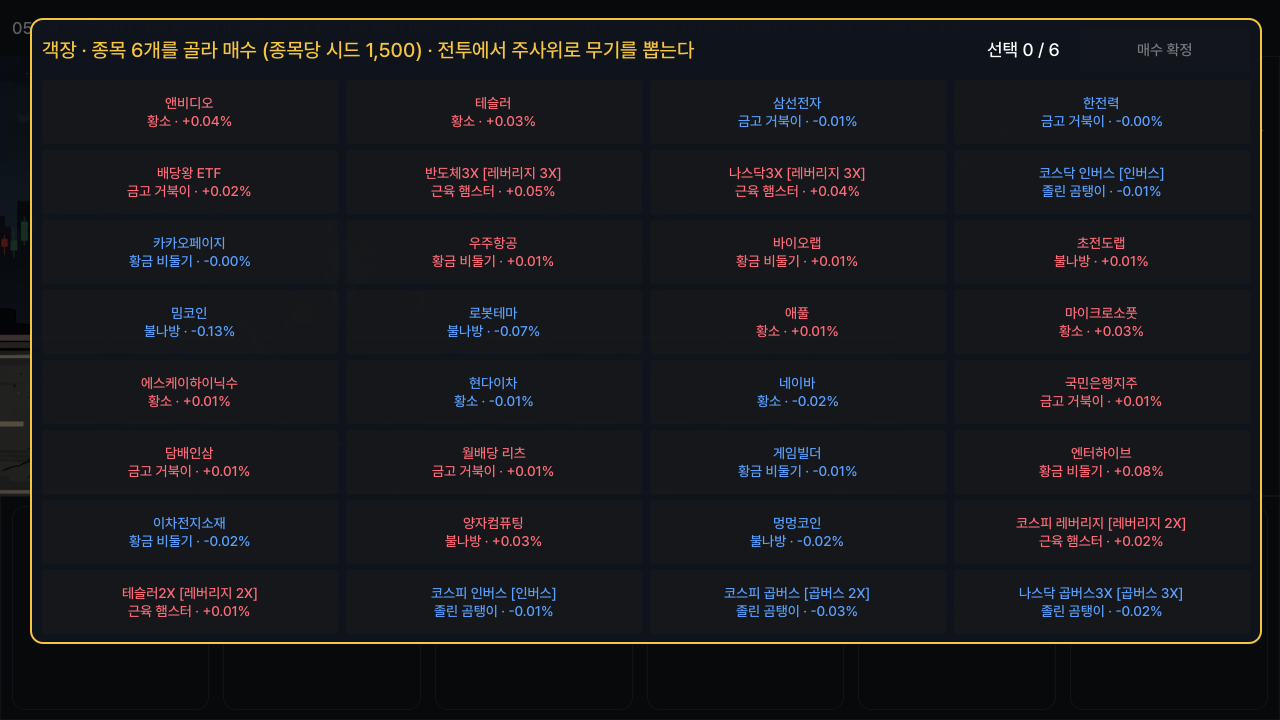 05
객장 · 종목 6개를 골라 매수 (종목당 시드 1,500) · 전투에서 주사위로 무기를 뽑는다
선택 0 / 6
매수 확정
앤비디오
황소 · +0.04%
테슬러
황소 · +0.03%
삼선전자
금고 거북이 · -0.01%
한전력
금고 거북이 · -0.00%
배당왕 ETF
금고 거북이 · +0.02%
반도체3X [레버리지 3X]
근육 햄스터 · +0.05%
나스닥3X [레버리지 3X]
근육 햄스터 · +0.04%
코스닥 인버스 [인버스]
졸린 곰탱이 · -0.01%
카카오페이지
황금 비둘기 · -0.00%
우주항공
황금 비둘기 · +0.01%
바이오랩
황금 비둘기 · +0.01%
초전도랩
불나방 · +0.01%
밈코인
불나방 · -0.13%
로봇테마
불나방 · -0.07%
애풀
황소 · +0.01%
마이크로소풋
황소 · +0.03%
에스케이하이닉수
황소 · +0.01%
현다이차
황소 · -0.01%
네이바
황소 · -0.02%
국민은행지주
금고 거북이 · +0.01%
담배인삼
금고 거북이 · +0.01%
월배당 리츠
금고 거북이 · +0.01%
게임빌더
황금 비둘기 · -0.01%
엔터하이브
황금 비둘기 · +0.08%
이차전지소재
황금 비둘기 · -0.02%
양자컴퓨팅
불나방 · +0.03%
멍멍코인
불나방 · -0.02%
코스피 레버리지 [레버리지 2X]
근육 햄스터 · +0.02%
테슬러2X [레버리지 2X]
근육 햄스터 · +0.01%
코스피 인버스 [인버스]
졸린 곰탱이 · -0.01%
코스피 곱버스 [곱버스 2X]
졸린 곰탱이 · -0.03%
나스닥 곱버스3X [곱버스 3X]
졸린 곰탱이 · -0.02%